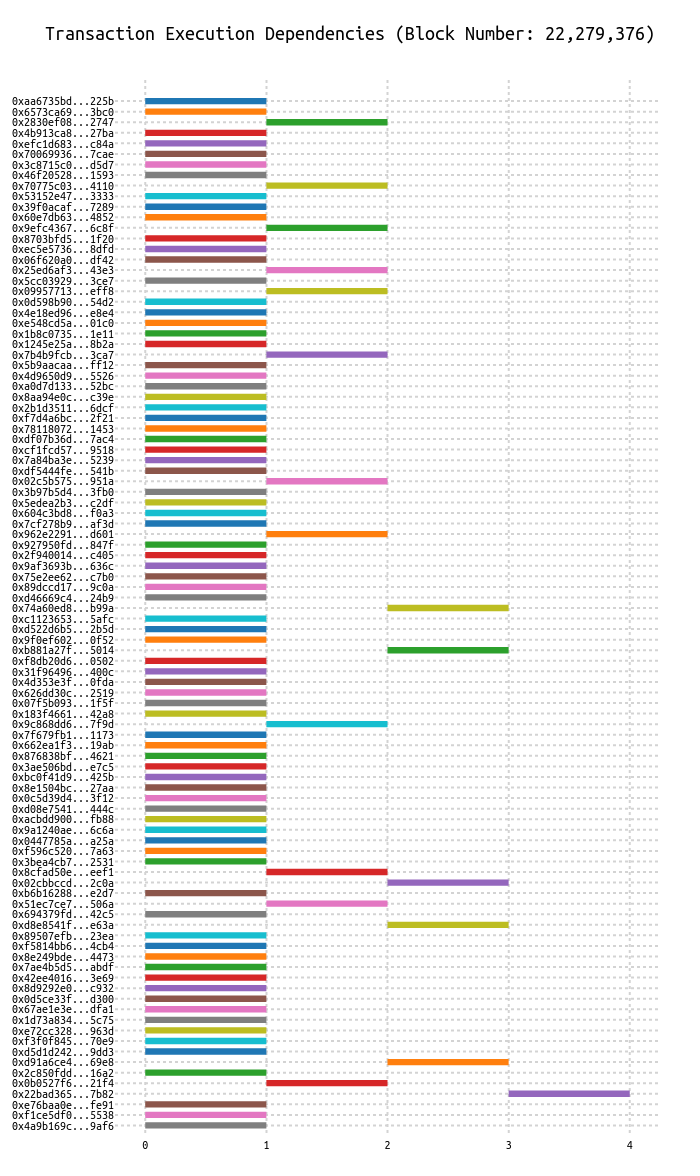 Transaction Execution Dependencies (Block Number: 22,279,376)
0xaa6735bd...225b
0x6573ca69...3bc0
0x2830ef08...2747
0x4b913ca8...27ba
0xefc1d683...c84a
0x70069936...7cae
0x3c8715c0...d5d7
0x46f20528...1593
0x70775c03...4110
0x53152e47...3333
0x39f0acaf...7289
0x60e7db63...4852
0x9efc4367...6c8f
0x8703bfd5...1f20
0xec5e5736...8dfd
0x06f620a0...df42
0x25ed6af3...43e3
0x5cc03929...3ce7
0x09957713...eff8
0x0d598b90...54d2
0x4e18ed96...e8e4
0xe548cd5a...01c0
0x1b8c0735...1e11
0x1245e25a...8b2a
0x7b4b9fcb...3ca7
0x5b9aacaa...ff12
0x4d9650d9...5526
0xa0d7d133...52bc
0x8aa94e0c...c39e
0x2b1d3511...6dcf
0xf7d4a6bc...2f21
0x78118072...1453
0xdf07b36d...7ac4
0xcf1fcd57...9518
0x7a84ba3e...5239
0xdf5444fe...541b
0x02c5b575...951a
0x3b97b5d4...3fb0
0x5edea2b3...c2df
0x604c3bd8...f0a3
0x7cf278b9...af3d
0x962e2291...d601
0x927950fd...847f
0x2f940014...c405
0x9af3693b...636c
0x75e2ee62...c7b0
0x89dccd17...9c0a
0xd46669c4...24b9
0x74a60ed8...b99a
0xc1123653...5afc
0xd522d6b5...2b5d
0x9f0ef602...0f52
0xb881a27f...5014
0xf8db20d6...0502
0x31f96496...400c
0x4d353e3f...0fda
0x626dd30c...2519
0x07f5b093...1f5f
0x183f4661...42a8
0x9c868dd6...7f9d
0x7f679fb1...1173
0x662ea1f3...19ab
0x876838bf...4621
0x3ae506bd...e7c5
0xbc0f41d9...425b
0x8e1504bc...27aa
0x0c5d39d4...3f12
0xd08e7541...444c
0xacbdd900...fb88
0x9a1240ae...6c6a
0x0447785a...a25a
0xf596c520...7a63
0x3bea4cb7...2531
0x8cfad50e...eef1
0x02cbbccd...2c0a
0xb6b16288...e2d7
0x51ec7ce7...506a
0x694379fd...42c5
0xd8e8541f...e63a
0x89507efb...23ea
0xf5814bb6...4cb4
0x8e249bde...4473
0x7ae4b5d5...abdf
0x42ee4016...3e69
0x8d9292e0...c932
0x0d5ce33f...d300
0x67ae1e3e...dfa1
0x1d73a834...5c75
0xe72cc328...963d
0xf3f0f845...70e9
0xd5d1d242...9dd3
0xd91a6ce4...69e8
0x2c850fdd...16a2
0x0b0527f6...21f4
0x22bad365...7b82
0xe76baa0e...fe91
0xf1ce5df0...5538
0x4a9b169c...9af6
0 1 2 3 4